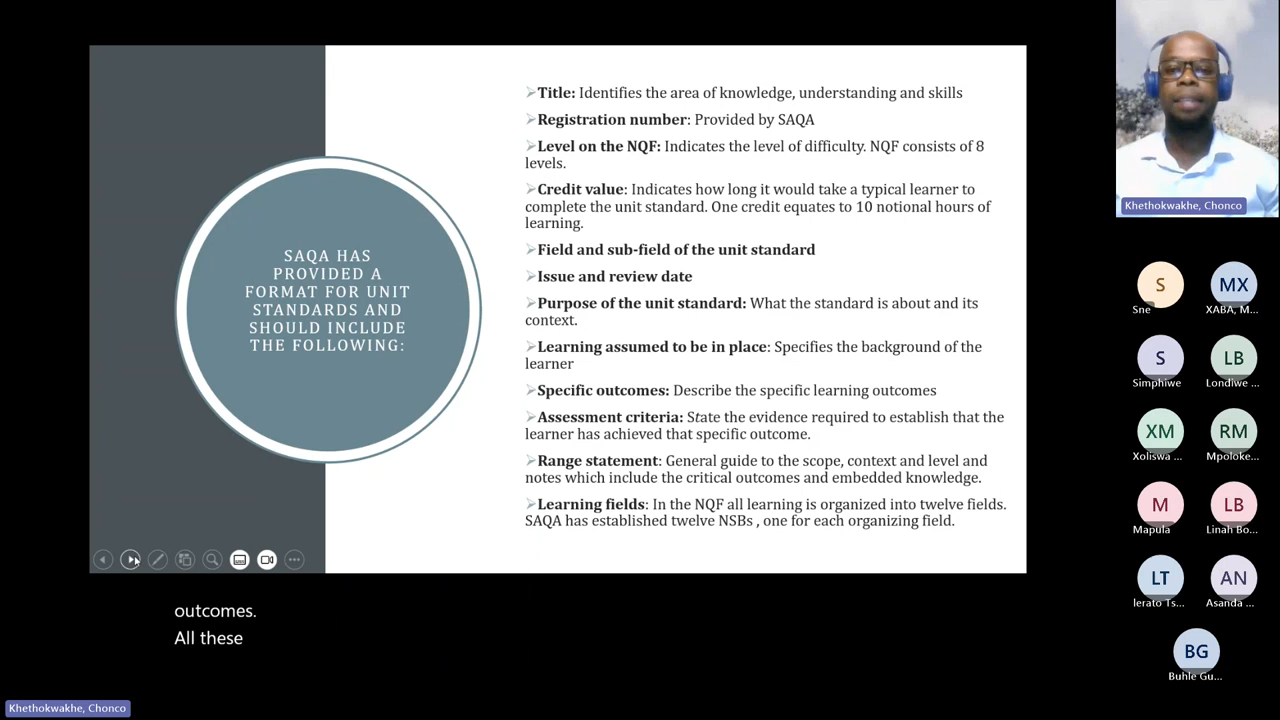 SAQA HAS
PROVIDED A
FORMAT FOR UNIT
STANDARDS AND
SHOULD INCLUDE
THE FOLLOWING:
➢Title: Identifies the area of knowledge, understanding and skills
➢Registration number: Provided by SAQA
➢Level on the NQF: Indicates the level of difficulty. NQF consists of 8
levels.
➢Credit value: Indicates how long it would take a typical learner to
complete the unit standard. One credit equates to 10 notional hours of
learning.
➢Field and sub-field of the unit standard
➢Issue and review date
➢Purpose of the unit standard: What the standard is about and its
context.
➢Learning assumed to be in place: Specifies the background of the
learner
➢Specific outcomes: Describe the specific learning outcomes
➢Assessment criteria: State the evidence required to establish that the
learner has achieved that specific outcome.
➢Range statement: General guide to the scope, context and level and
notes which include the critical outcomes and embedded knowledge.
➢Learning fields: In the NQF all learning is organized into twelve fields.
SAQA has established twelve NSBs , one for each organizing field.
outcomes.
All these
Khethokwakhe, Chonco
Khethokwakhe, Chonco
S
MX
Sne
XABA, M...
S
LB
Simphiwe
Londiwe ...
XM
RM
Xoliswa ...
Mpoloke...
M
LB
Mapula
Linah Bo...
LT
AN
lerato Ts...
Asanda ...
BG
Buhle Gu...